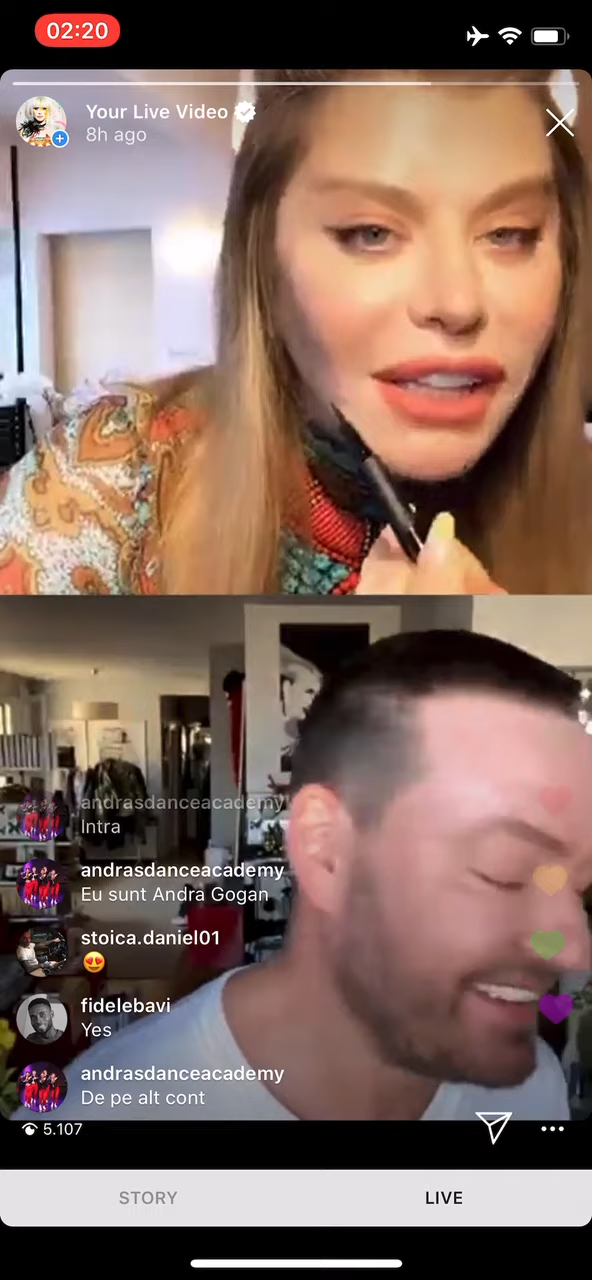 02:20
Your Live Video
8h ago
andrasdanceacademy
Intra
andrasdanceacademy
Eu sunt Andra Gogan
stoica.daniel01
😍
fidelebavi
Yes
andrasdanceacademy
De pe alt cont
5.107
STORY
LIVE